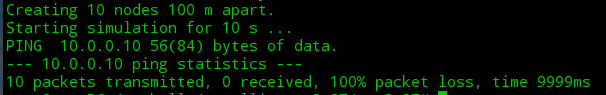 Creating 10 nodes 100 m apart.
Starting simulation for 10 s ...
PING  10.0.0.10 56(84) bytes of data.
--- 10.0.0.10 ping statistics ---
10 packets transmitted, 0 received, 100% packet loss, time 9999ms